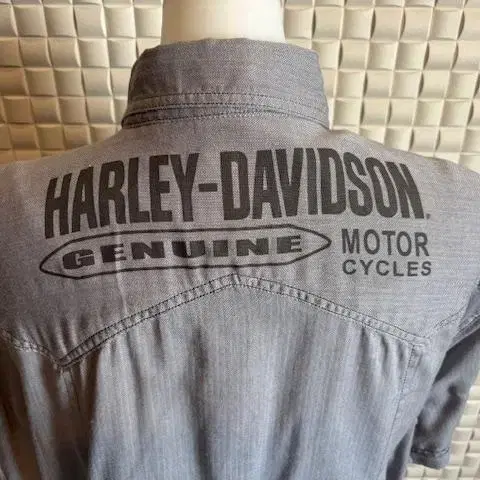 HARLEY-DAVIDSON
GENUINE MOTOR
CYCLES